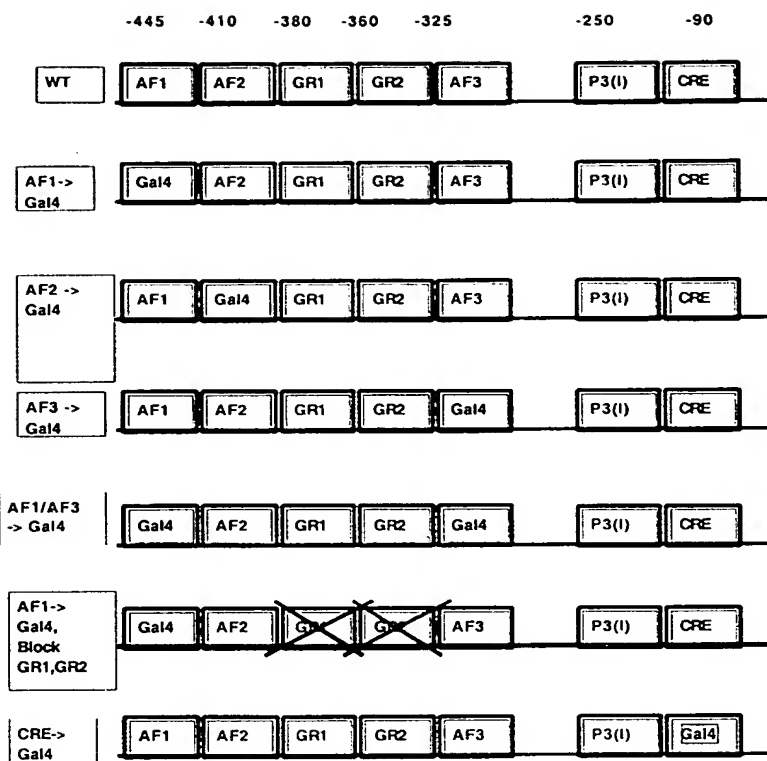 -445 -410 -380 -360 -325 -250 -90
WT AF1 AF2 GR1 GR2 AF3 P3(I) CRE
AF1->
Gal4 Gal4 AF2 GR1 GR2 AF3 P3(I) CRE
AF2 ->
Gal4 AF1 Gal4 GR1 GR2 AF3 P3(I) CRE
AF3 ->
Gal4 AF1 AF2 GR1 GR2 Gal4 P3(I) CRE
AF1/AF3
-> Gal4 Gal4 AF2 GR1 GR2 Gal4 P3(I) CRE
AF1->
Gal4,
Block
GR1,GR2 Gal4 AF2 AF3 P3(I) CRE
CRE->
Gal4 AF1 AF2 GR1 GR2 AF3 P3(I) Gal4